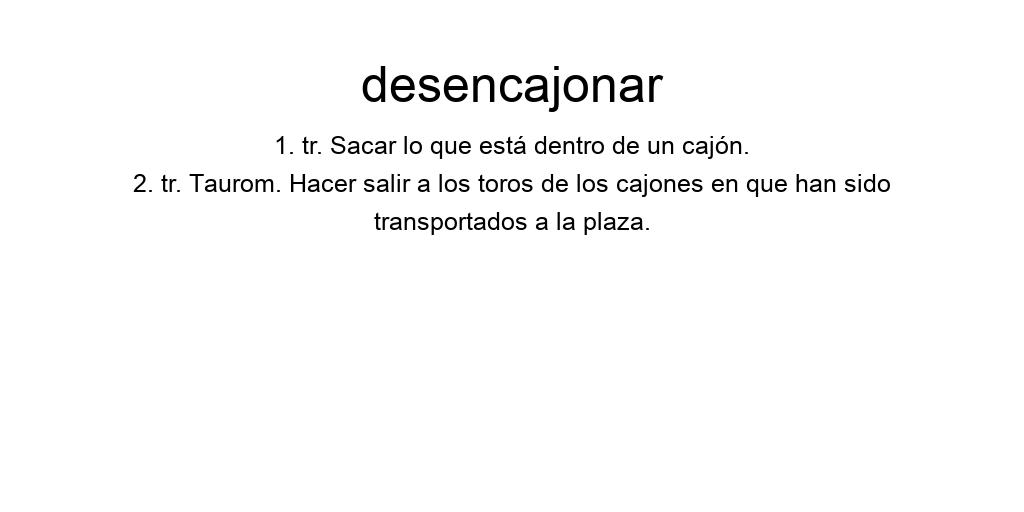 desencajonar
1. tr. Sacar lo que está dentro de un cajón.
2. tr. Taurom. Hacer salir a los toros de los cajones en que han sido
transportados a la plaza.